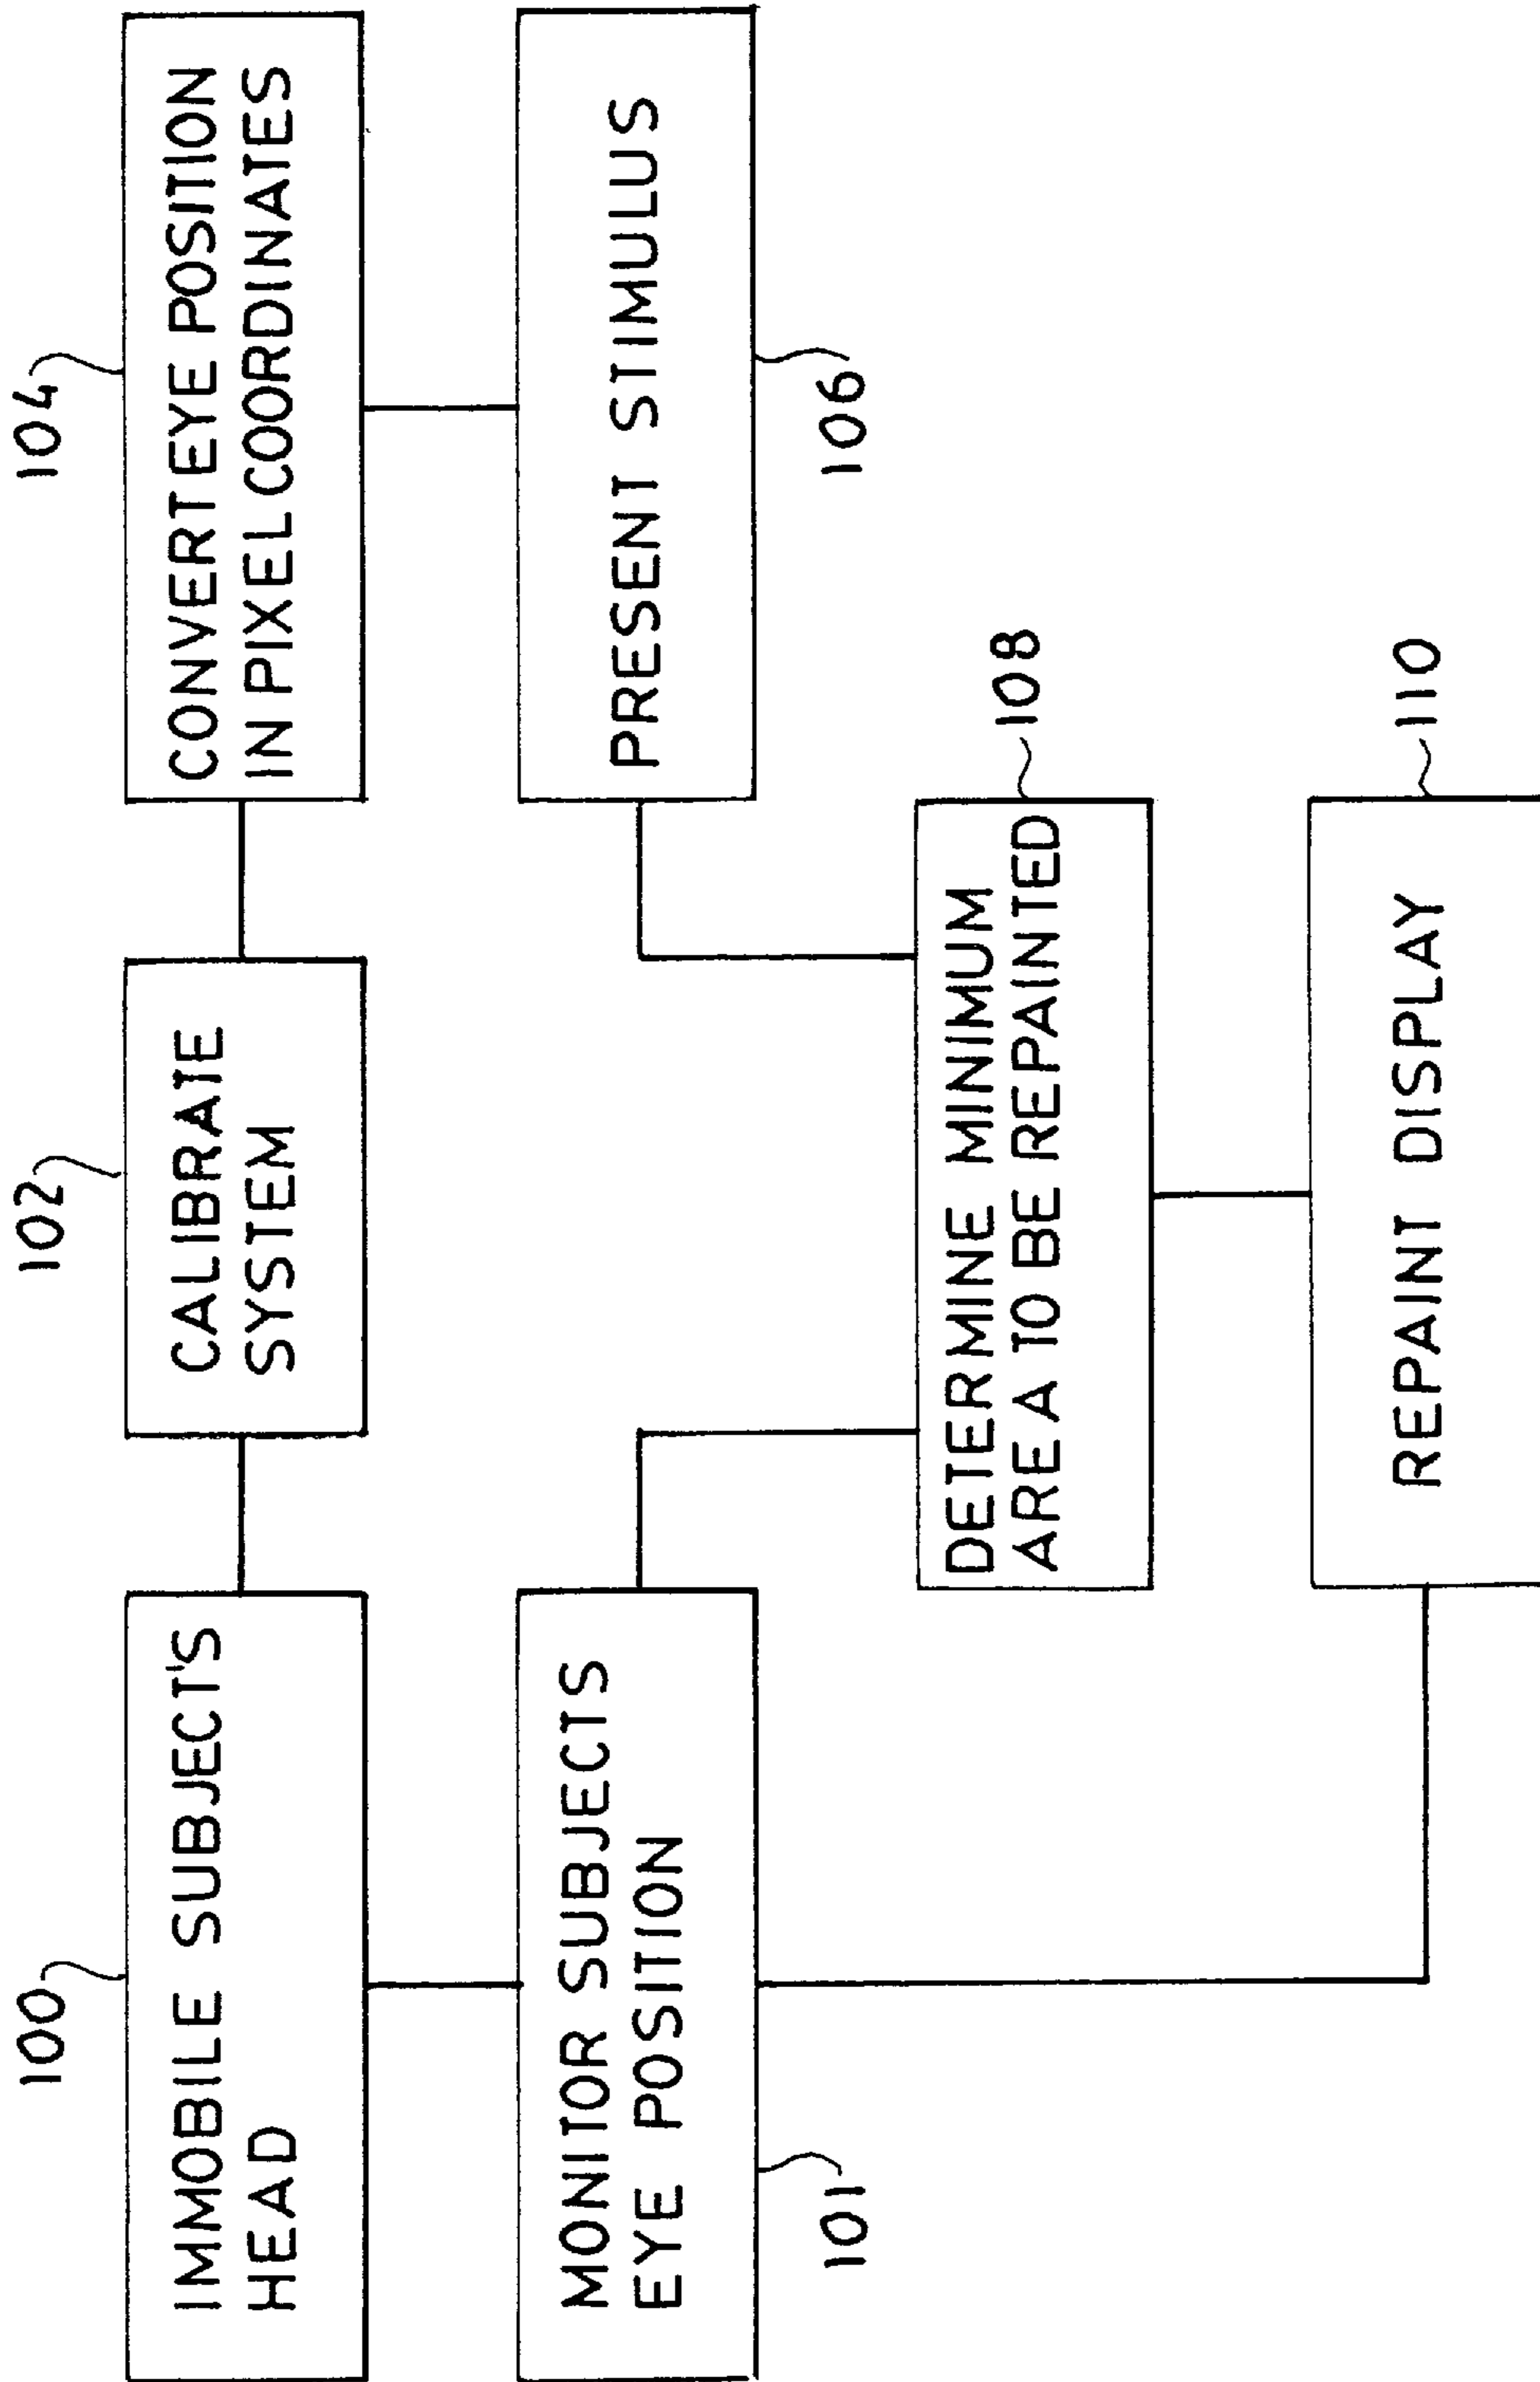 100
IMMOBILE SUBJECT'S
HEAD
102
CALIBRATE
SYSTEM
104
CONVERT EYE POSITION
IN PIXEL COORDINATES
MONITOR SUBJECTS
EYE POSITION
101
PRESENT STIMULUS
106
DETERMINE MINIMUM
ARE A TO BE REPAINTED
108
REPAINT DISPLAY
110